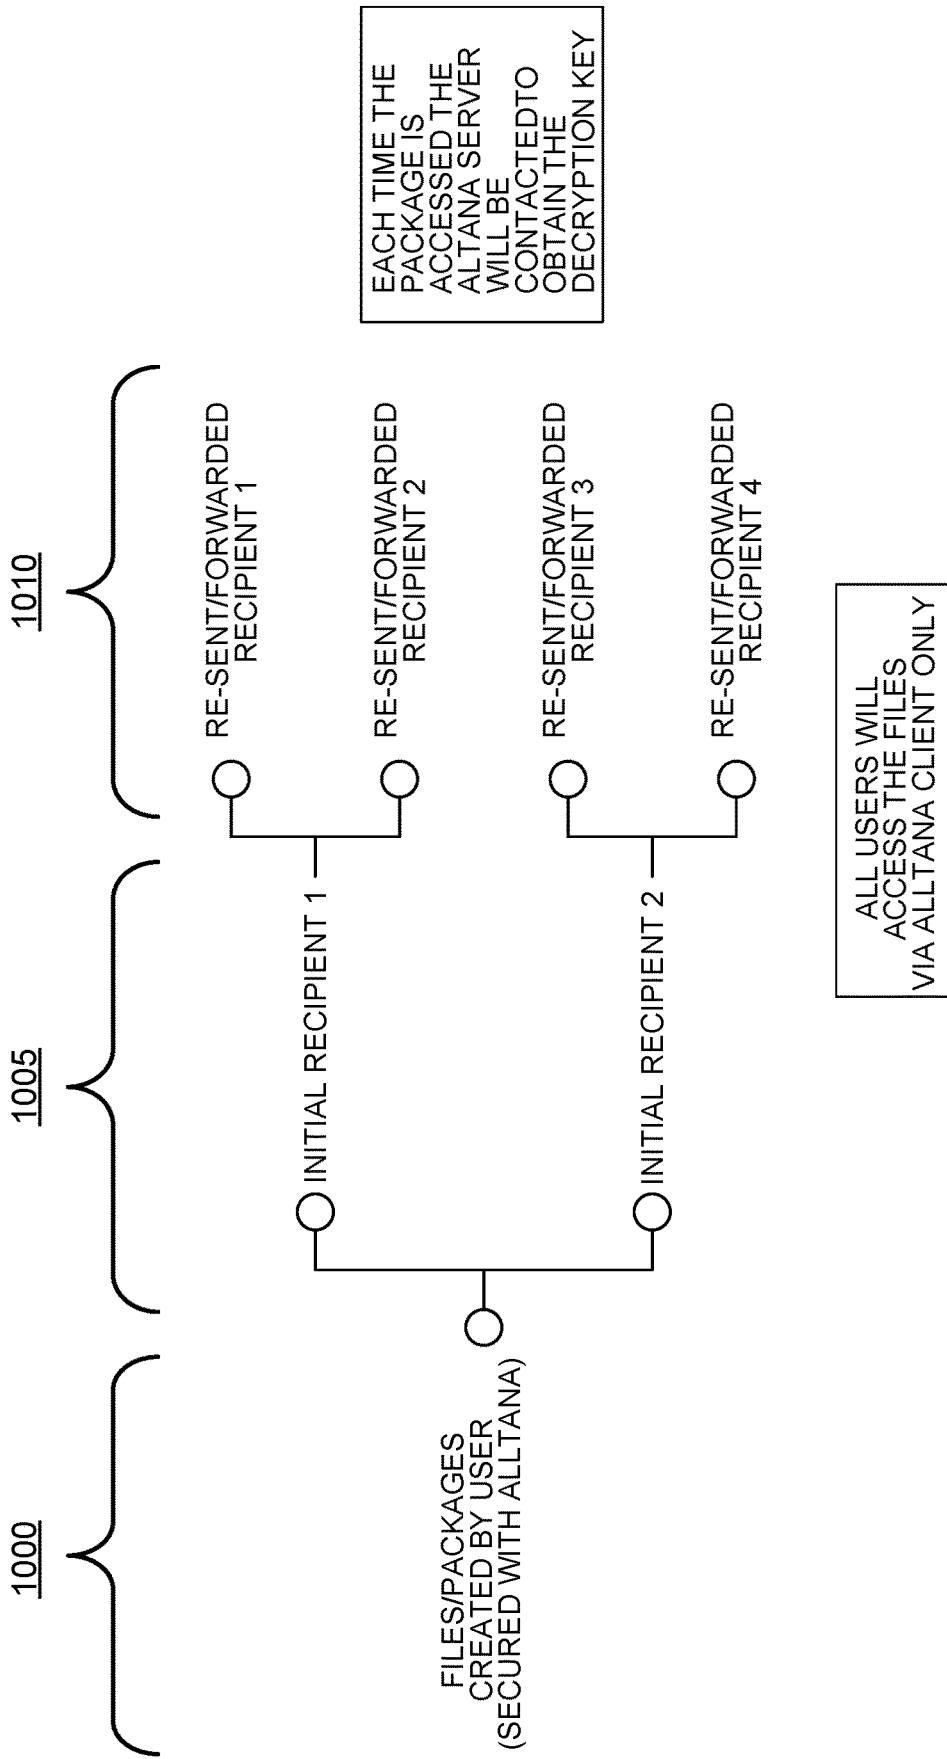 1000
1005
1010
FILES/PACKAGES
CREATED BY USER
(SECURED WITH ALLTANA)
INITIAL RECIPIENT 1
INITIAL RECIPIENT 2
RE-SENT/FORWARDED
RECIPIENT 1
RE-SENT/FORWARDED
RECIPIENT 2
RE-SENT/FORWARDED
RECIPIENT 3
RE-SENT/FORWARDED
RECIPIENT 4
EACH TIME THE
PACKAGE IS
ACCESSED THE
ALTANA SERVER
WILL BE
CONTACTEDTO
OBTAIN THE
DECRYPTION KEY
ALL USERS WILL
ACCESS THE FILES
VIA ALLTANA CLIENT ONLY